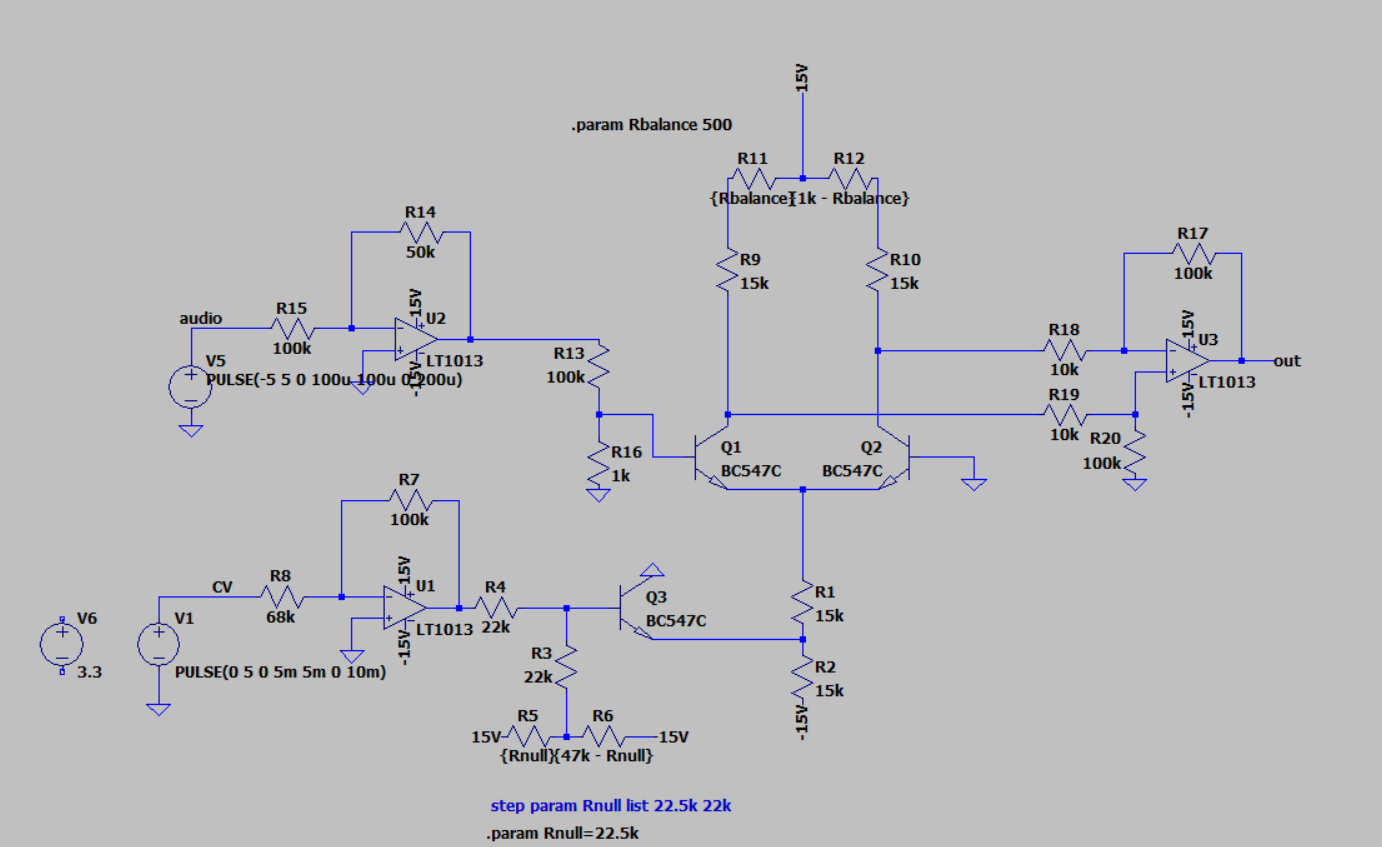 15V
.param Rbalance 500
R11
R12
{Rbalance}
{1k - Rbalance}
R14
50k
R9
15k
R10
15k
R17
100k
audio
R15
100k
15V
U2
LT1013
-15V
V5
PULSE(-5 5 0 100u 100u 0 200u)
R13
100k
R18
10k
15V
U3
LT1013
-15V
out
R19
10k
R20
100k
R16
1k
Q1
BC547C
Q2
BC547C
R7
100k
CV
R8
68k
15V
U1
LT1013
-15V
R4
22k
Q3
BC547C
R1
15k
V6
3.3
V1
PULSE(0 5 0 5m 5m 0 10m)
R3
22k
R2
15k
-15V
R5
R6
15V
-15V
{Rnull}
{47k - Rnull}
step param Rnull list 22.5k 22k
.param Rnull=22.5k